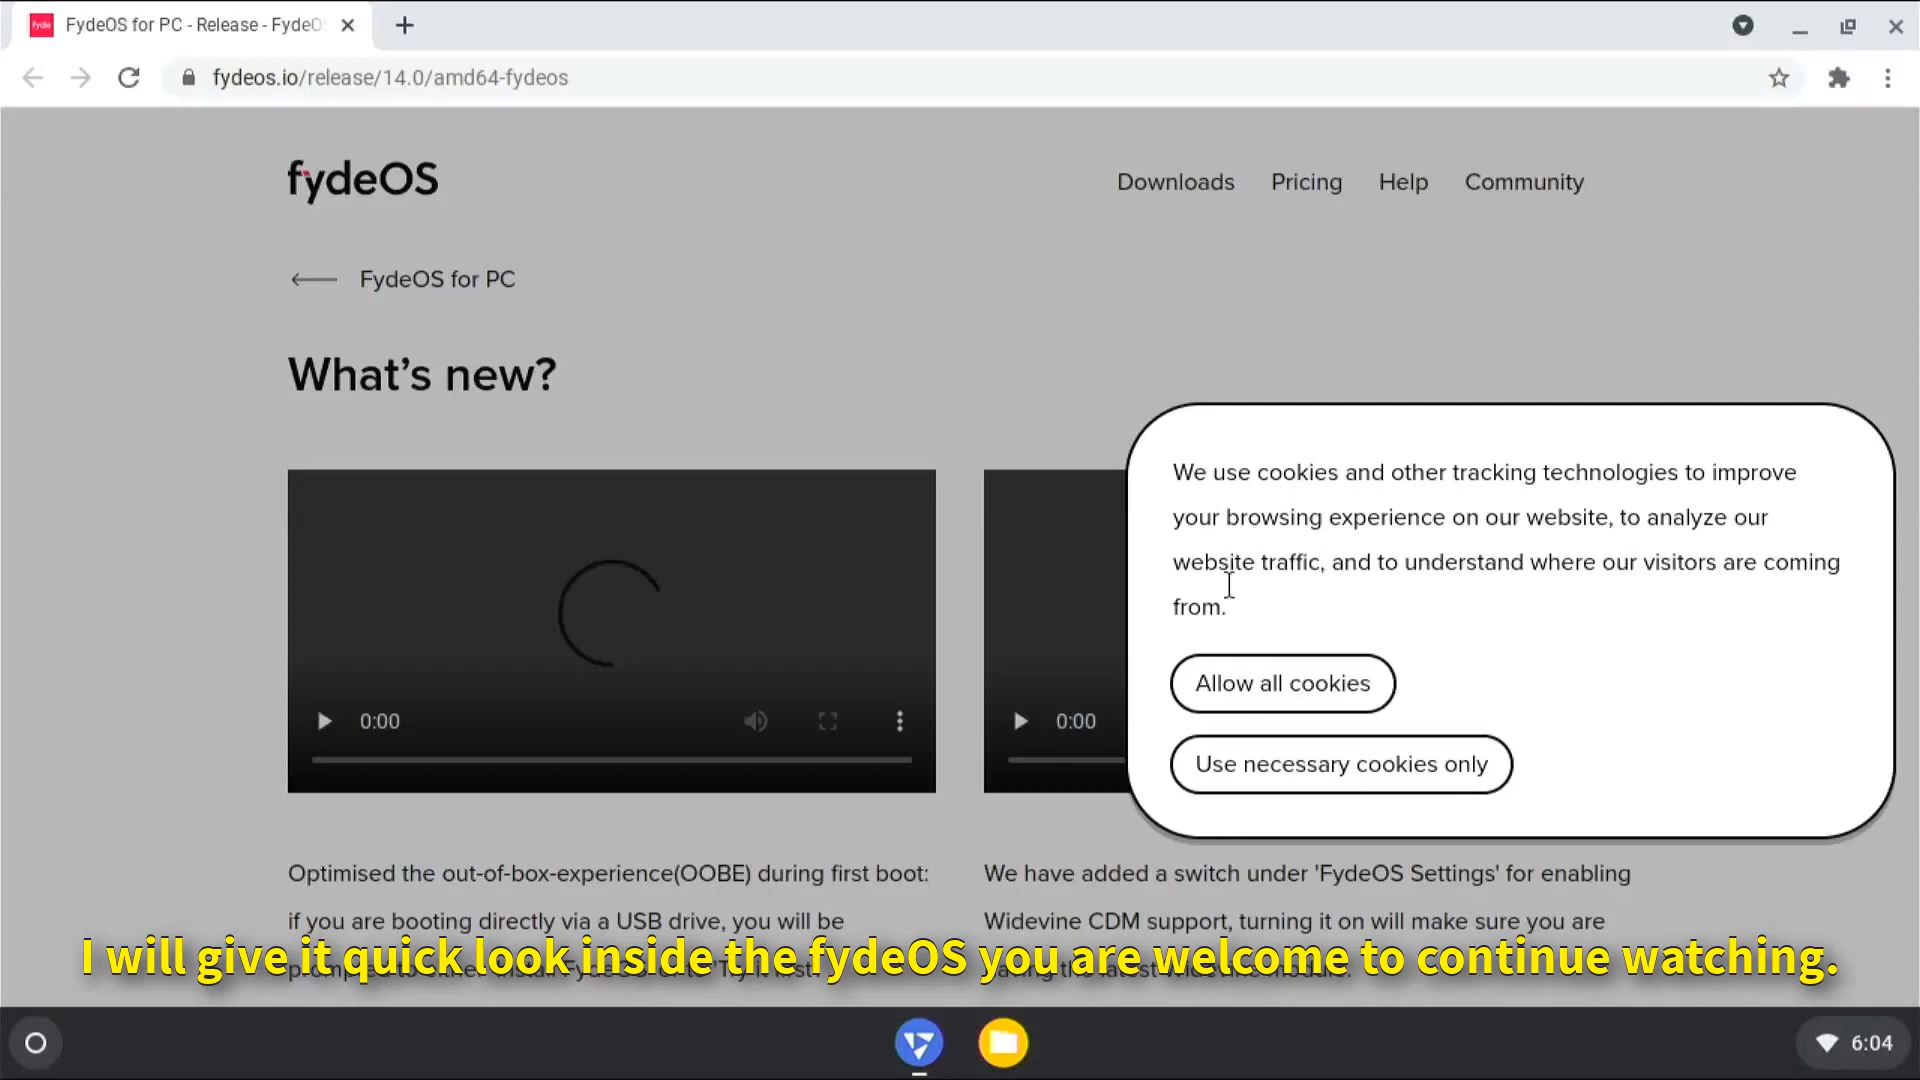 fyde
FydeOS for PC - Release - FydeO
fydeos.io/release/14.0/amd64-fydeos
fydeOS
Downloads Pricing Help Community
FydeOS for PC
What's new?
We use cookies and other tracking technologies to improve
your browsing experience on our website, to analyze our
website traffic, and to understand where our visitors are coming
from.
Allow all cookies
Use necessary cookies only
0:00
0:00
Optimised the out-of-box-experience(OOBE) during first boot:
if you are booting directly via a USB drive, you will be
We have added a switch under 'FydeOS Settings' for enabling
Widevine CDM support, turning it on will make sure you are
I will give it quick look inside the fydeOS you are welcome to continue watching.
6:04